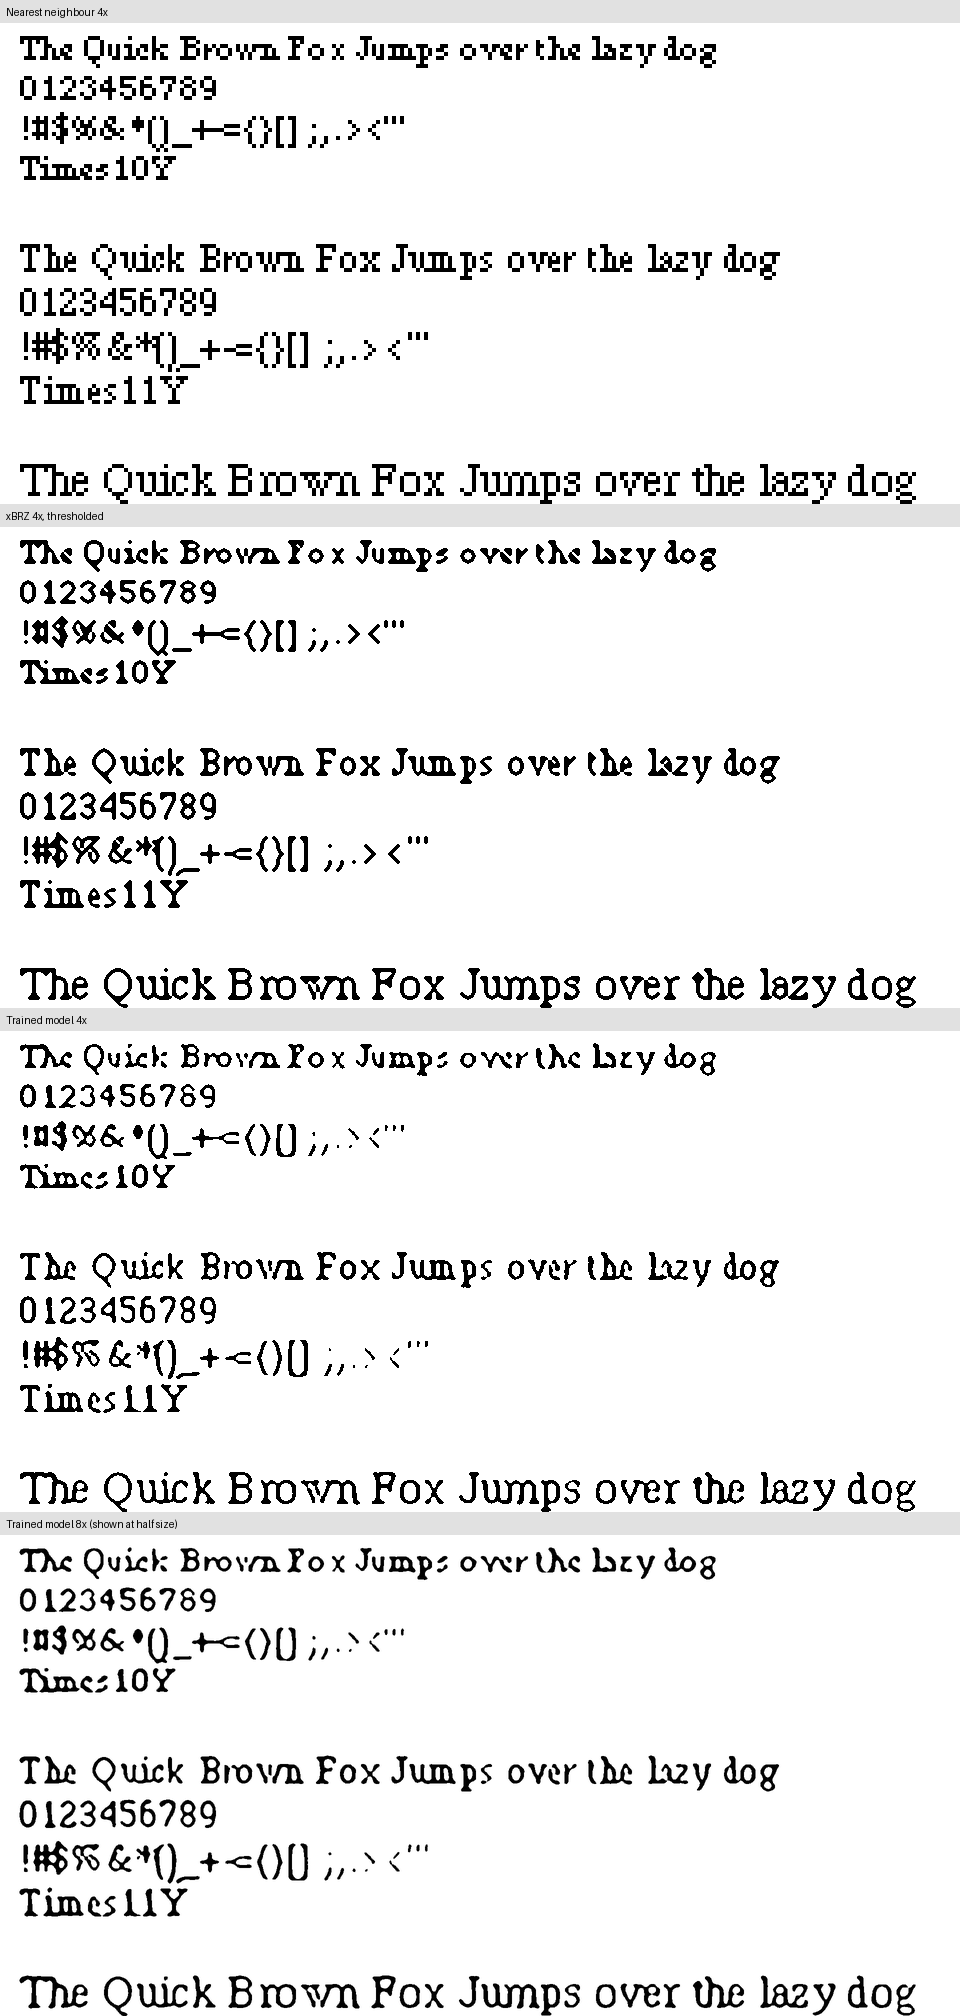 Nearest neighbour 4x
The Quick Brown Fox Jumps over the lazy dog
0123456789
!#$%&*()_+-={}[] ;,.><'"
Times10Y
The Quick Brown Fox Jumps over the lazy dog
0123456789
!#$%&*()_+-={}[] ;,.><'"
Times11Y
The Quick Brown Fox Jumps over the lazy dog
xBRZ 4x, thresholded
The Quick Brown Fox Jumps over the lazy dog
0123456789
!#$%&*()_+-={}[] ;,.><'"
Times10Y
The Quick Brown Fox Jumps over the lazy dog
0123456789
!#$%&*()_+-={}[] ;,.><'"
Times11Y
The Quick Brown Fox Jumps over the lazy dog
Trained model 4x
The Quick Brown Fox Jumps over the lazy dog
0123456789
!#$%&*()_+-={}[] ;,.><'"
Times10Y
The Quick Brown Fox Jumps over the lazy dog
0123456789
!#$%&*()_+-={}[] ;,.><'"
Times11Y
The Quick Brown Fox Jumps over the lazy dog
Trained model 8x (shown at half size)
The Quick Brown Fox Jumps over the lazy dog
0123456789
!#$%&*()_+-={}[] ;,.><'"
Times10Y
The Quick Brown Fox Jumps over the lazy dog
0123456789
!#$%&*()_+-={}[] ;,.><'"
Times11Y
The Quick Brown Fox Jumps over the lazy dog